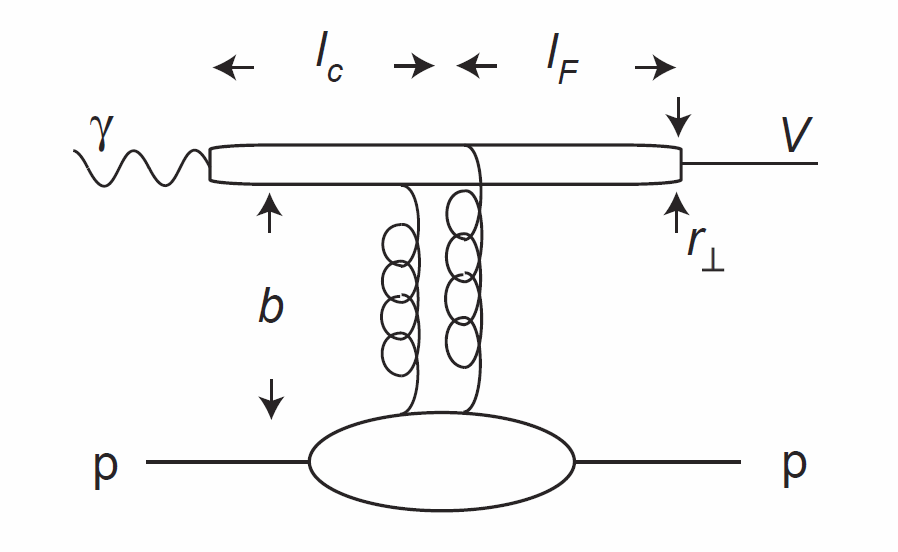 l_c l_F
γ V
r_⊥
b
p p